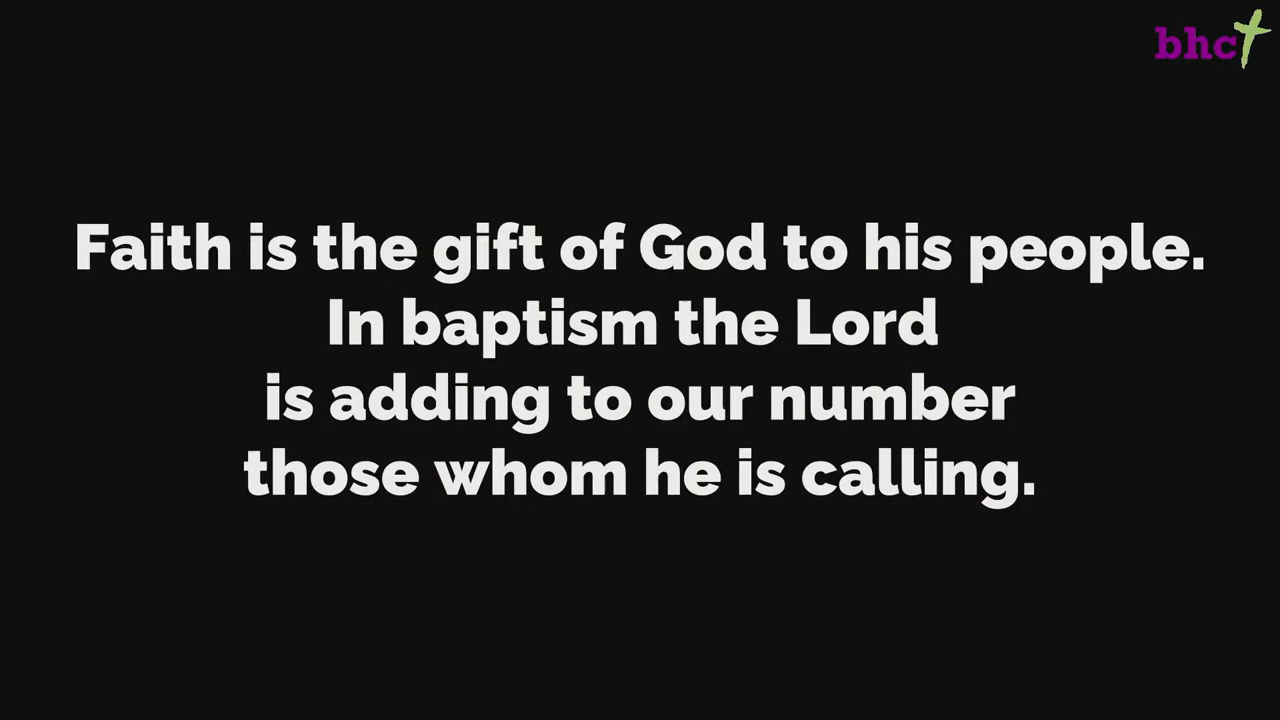 bhc
Faith is the gift of God to his people.
In baptism the Lord
is adding to our number
those whom he is calling.